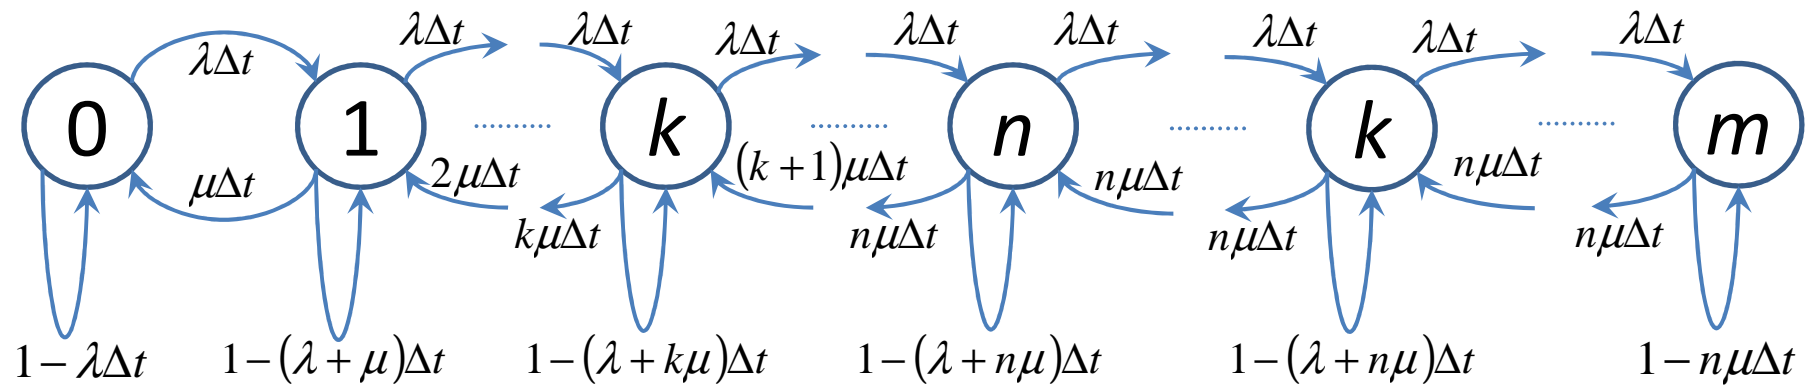 λΔt λΔt λΔt λΔt λΔt λΔt λΔt λΔt λΔt
0 1 k n k m
μΔt 2μΔt (k+1)μΔt nμΔt nμΔt
kμΔt nμΔt nμΔt nμΔt
1−λΔt 1−(λ+μ)Δt 1−(λ+kμ)Δt 1−(λ+nμ)Δt 1−(λ+nμ)Δt 1−nμΔt